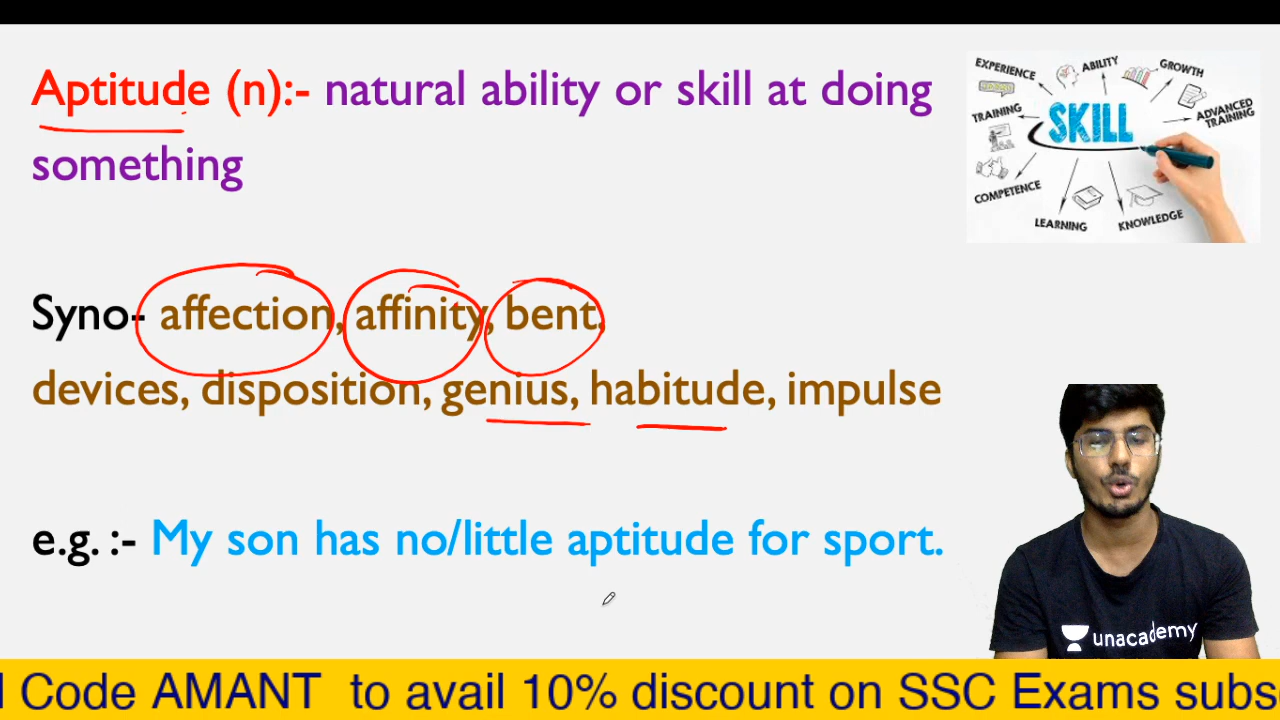 Aptitude (n):- natural ability or skill at doing
something
EXPERIENCE
ABILITY
GROWTH
TRAINING
SKILL
ADVANCED
TRAINING
COMPETENCE
LEARNING
KNOWLEDGE
Syno- affection, affinity, bent,
devices, disposition, genius, habitude, impulse
e.g. :- My son has no/little aptitude for sport.
unacademy
Code AMANT to avail 10% discount on SSC Exams subs